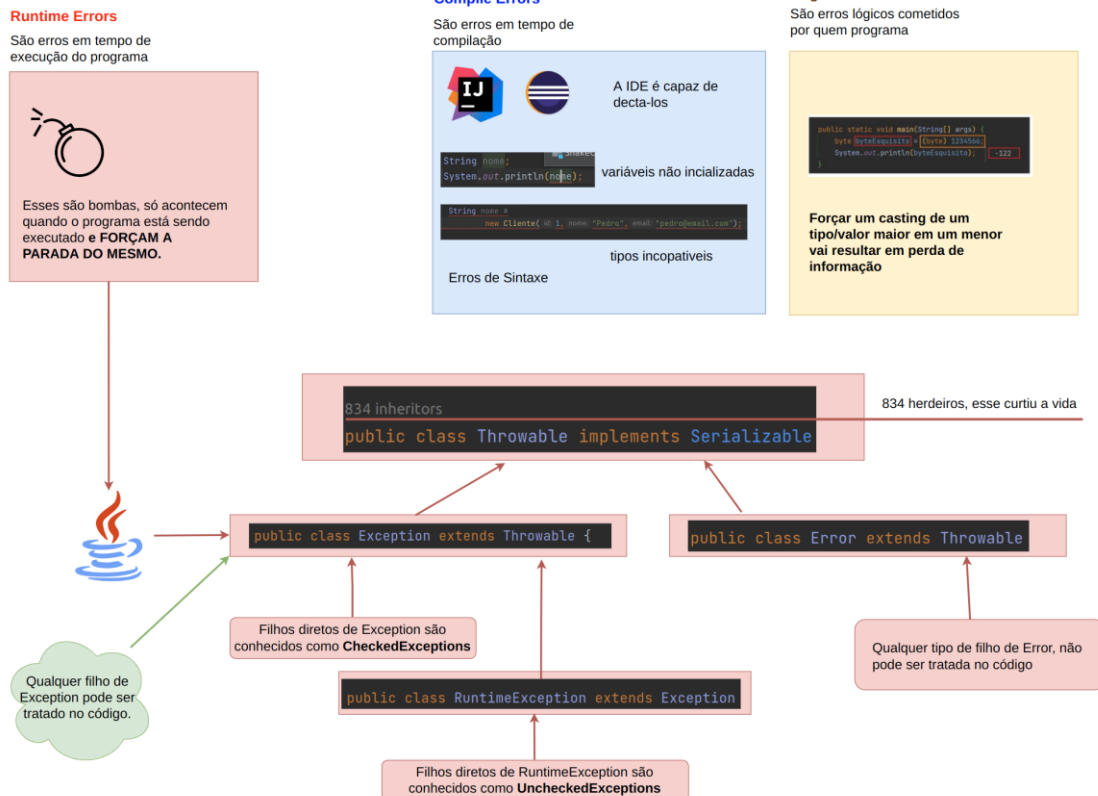 Runtime Errors
São erros em tempo de
execução do programa
Esses são bombas, só acontecem
quando o programa está sendo
executado e FORÇAM A
PARADA DO MESMO.
Compile Errors
São erros em tempo de
compilação
IJ
A IDE é capaz de
decta-los
String nome;
System.out.println(nome);
variáveis não incializadas
String nome =
new Cliente( id: 1, nome: "Pedro", email: "pedro@email.com");
tipos incopativeis
Erros de Sintaxe
São erros lógicos cometidos
por quem programa
public static void main(String[] args) {
byte byteEsquisito = (byte) 1234566;
System.out.println(byteEsquisito);
-122
}
Forçar um casting de um
tipo/valor maior em um menor
vai resultar em perda de
informação
834 inheritors
public class Throwable implements Serializable
834 herdeiros, esse curtiu a vida
public class Exception extends Throwable {
public class Error extends Throwable
Filhos diretos de Exception são
conhecidos como CheckedExceptions
Qualquer tipo de filho de Error, não
pode ser tratada no código
Qualquer filho de
Exception pode ser
tratado no código.
public class RuntimeException extends Exception
Filhos diretos de RuntimeException são
conhecidos como UncheckedExceptions